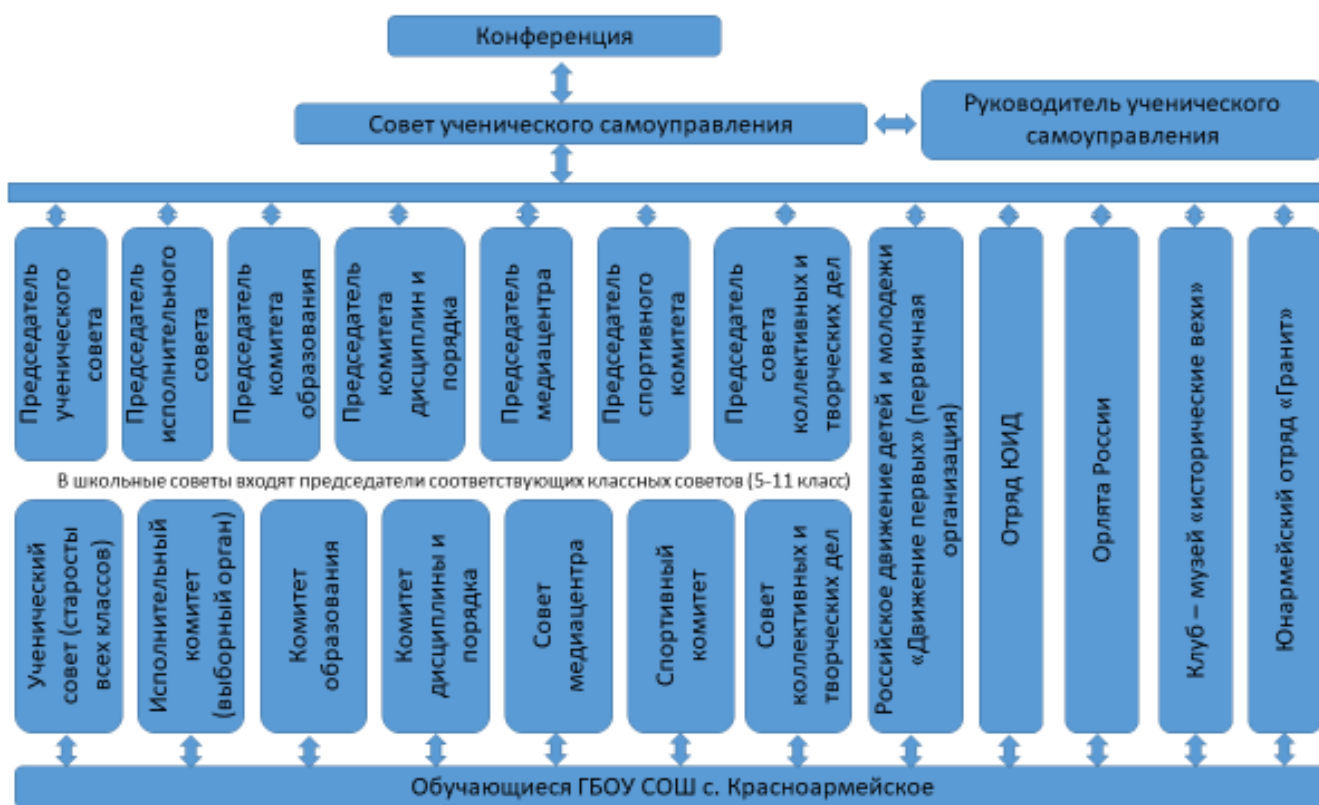 Конференция
Совет ученического самоуправления
Руководитель ученического
самоуправления
Председатель
ученического
совета
Председатель
исполнительного
совета
Председатель
комитета
образования
Председатель
комитета
дисциплин и
порядка
Председатель
медиацентра
Председатель
спортивного
комитета
Председатель
совета
коллективных и
творческих дел
Российское движение детей и молодежи
«Движение первых» (первичная
организация)
Отряд ЮИД
Орлята России
Клуб – музей «исторические вехи»
Юнармейский отряд «Гранит»
В школьные советы входят председатели соответствующих классных советов (5-11 класс)
Ученический
совет (старосты
всех классов)
Исполнительный
комитет
(выборный орган)
Комитет
образования
Комитет
дисциплины и
порядка
Совет
медиацентра
Спортивный
комитет
Совет
коллективных и
творческих дел
Обучающиеся ГБОУ СОШ с. Красноармейское